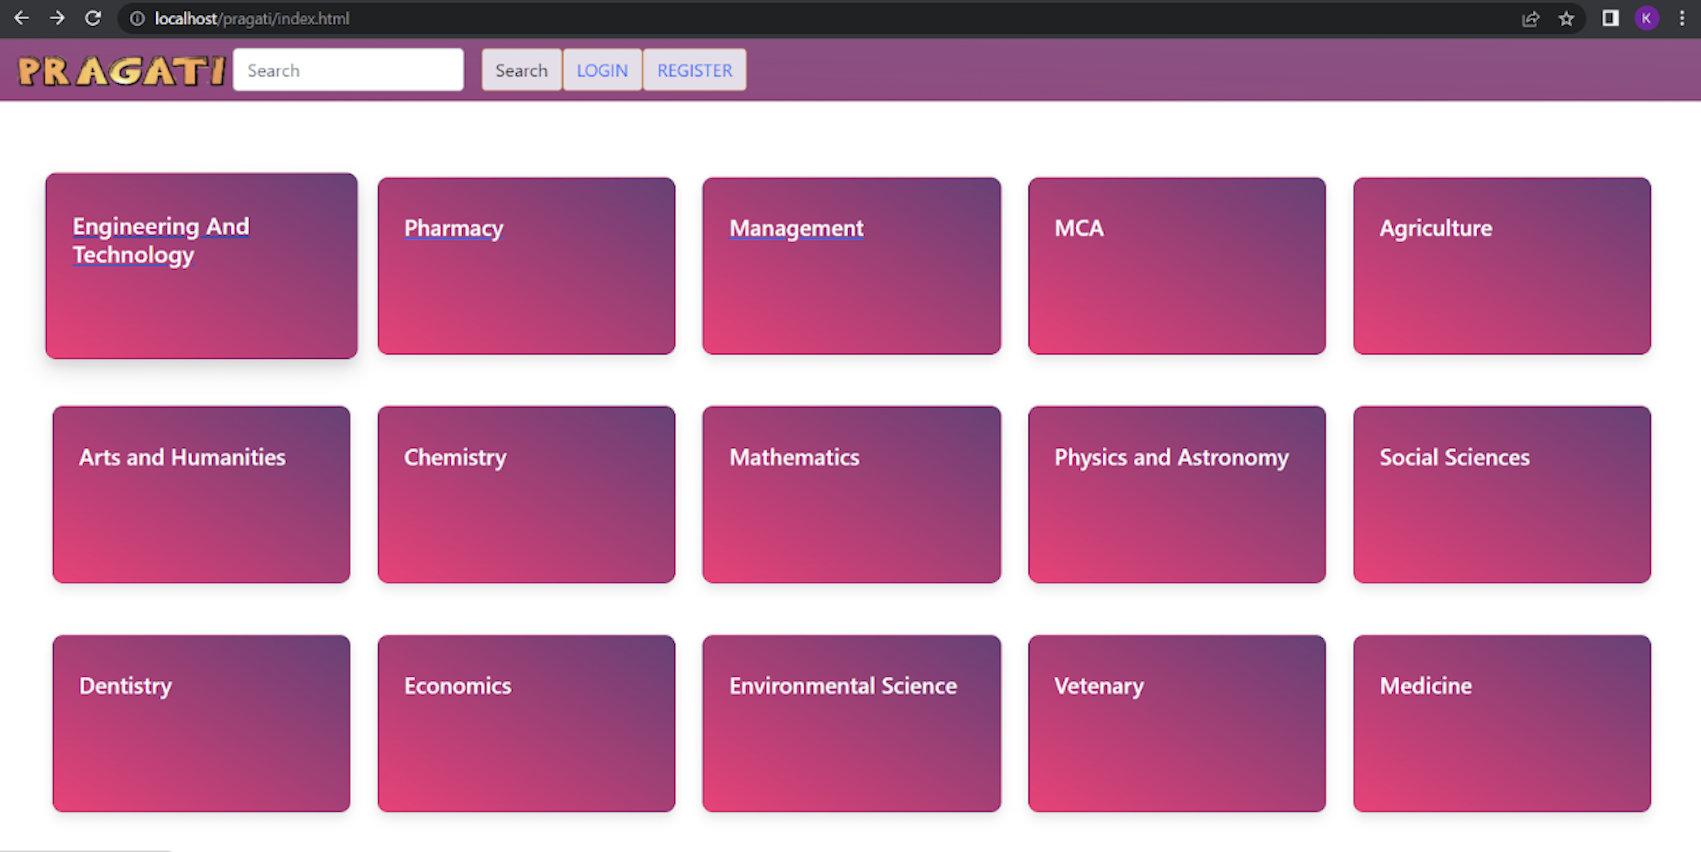 localhost/pragati/index.html
K
PRAGATI Search Search LOGIN REGISTER
Engineering And
Technology
Pharmacy
Management
MCA
Agriculture
Arts and Humanities
Chemistry
Mathematics
Physics and Astronomy
Social Sciences
Dentistry
Economics
Environmental Science
Vetenary
Medicine